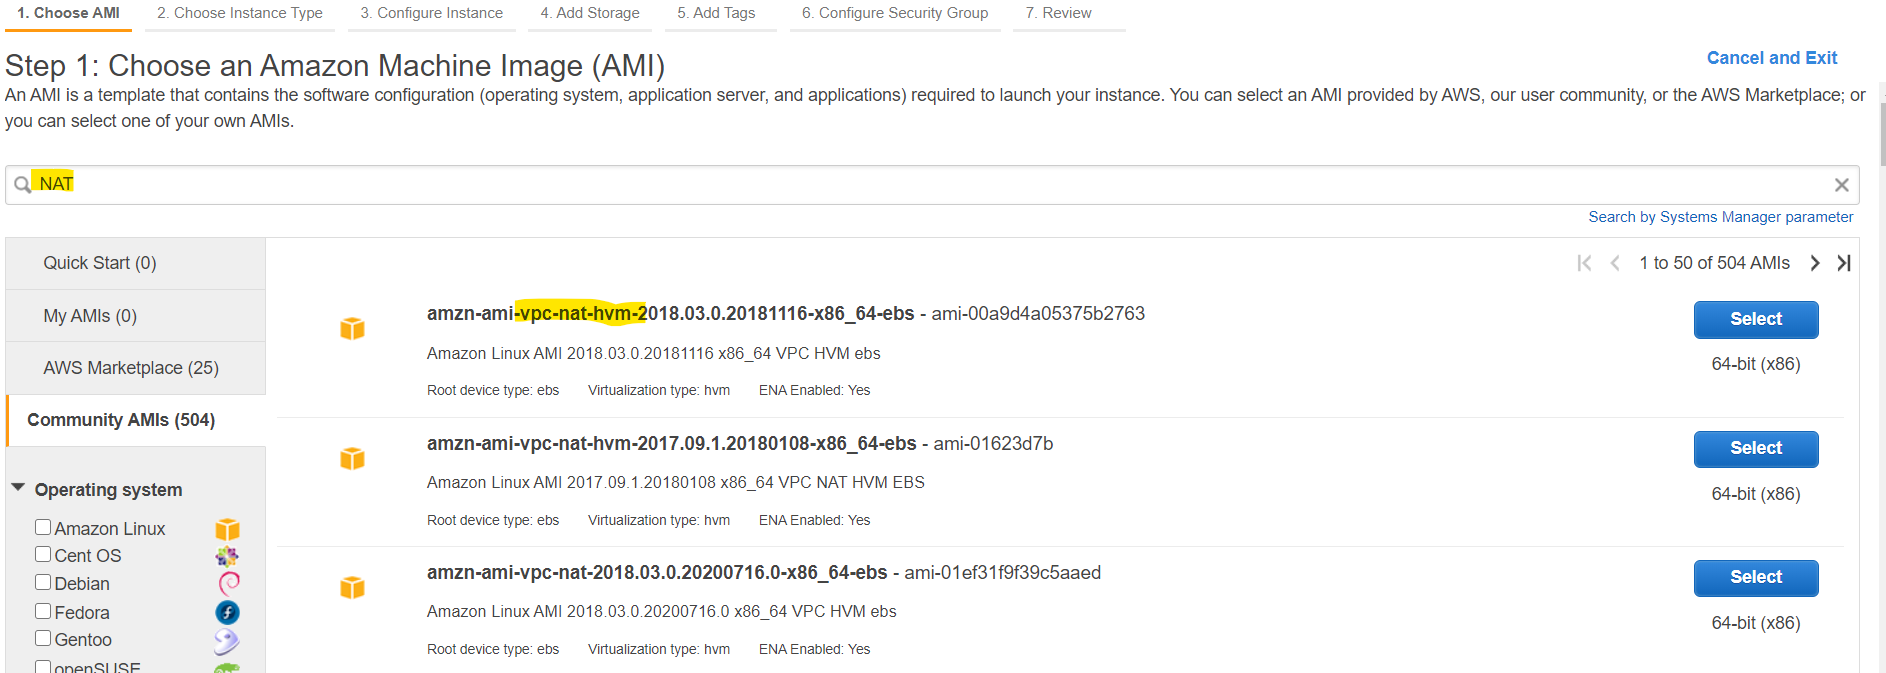 1. Choose AMI 2. Choose Instance Type 3. Configure Instance 4. Add Storage 5. Add Tags 6. Configure Security Group 7. Review
Step 1: Choose an Amazon Machine Image (AMI)
Cancel and Exit
An AMI is a template that contains the software configuration (operating system, application server, and applications) required to launch your instance. You can select an AMI provided by AWS, our user community, or the AWS Marketplace; or
you can select one of your own AMIs.
NAT
Search by Systems Manager parameter
Quick Start (0)
My AMIs (0)
AWS Marketplace (25)
Community AMIs (504)
Operating system
Amazon Linux
Cent OS
Debian
Fedora
Gentoo
openSUSE
1 to 50 of 504 AMIs
amzn-ami-vpc-nat-hvm-2018.03.0.20181116-x86_64-ebs - ami-00a9d4a05375b2763
Amazon Linux AMI 2018.03.0.20181116 x86_64 VPC HVM ebs
Root device type: ebs Virtualization type: hvm ENA Enabled: Yes
Select
64-bit (x86)
amzn-ami-vpc-nat-hvm-2017.09.1.20180108-x86_64-ebs - ami-01623d7b
Amazon Linux AMI 2017.09.1.20180108 x86_64 VPC NAT HVM EBS
Root device type: ebs Virtualization type: hvm ENA Enabled: Yes
Select
64-bit (x86)
amzn-ami-vpc-nat-2018.03.0.20200716.0-x86_64-ebs - ami-01ef31f9f39c5aaed
Amazon Linux AMI 2018.03.0.20200716.0 x86_64 VPC HVM ebs
Root device type: ebs Virtualization type: hvm ENA Enabled: Yes
Select
64-bit (x86)